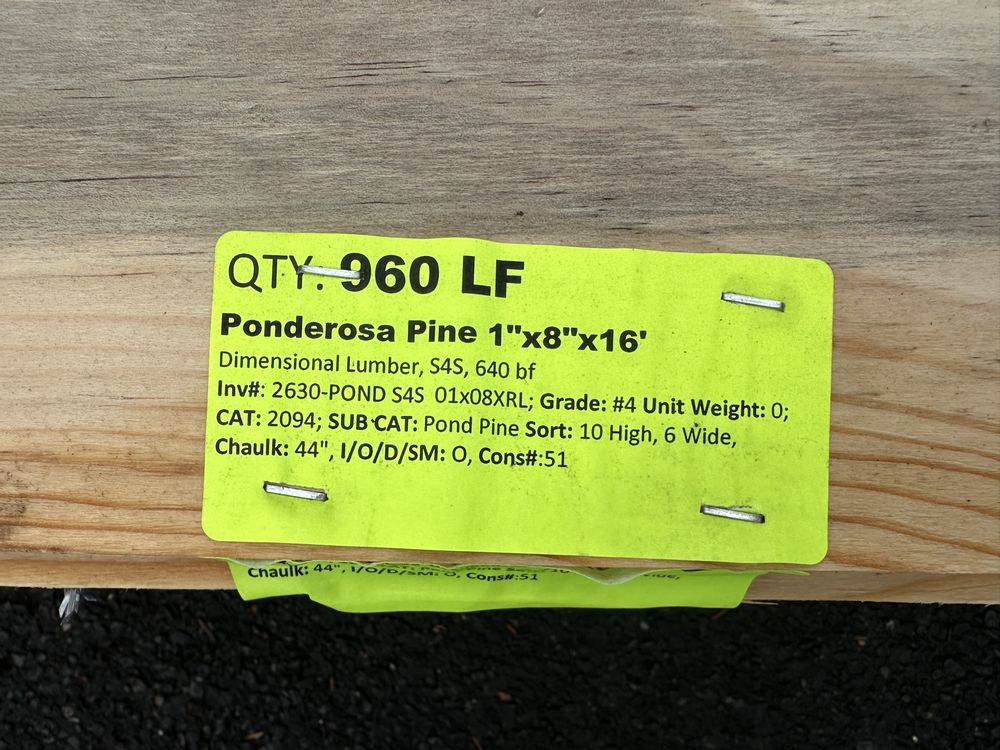 QTY: 960 LF
Ponderosa Pine 1"x8"x16'
Dimensional Lumber, S4S, 640 bf
Inv#: 2630-POND S4S 01x08XRL; Grade: #4 Unit Weight: 0;
CAT: 2094; SUB CAT: Pond Pine Sort: 10 High, 6 Wide,
Chaulk: 44", I/O/D/SM: O, Cons#:51
Chaulk: 44", I/O/D/SM: O, Cons#:51